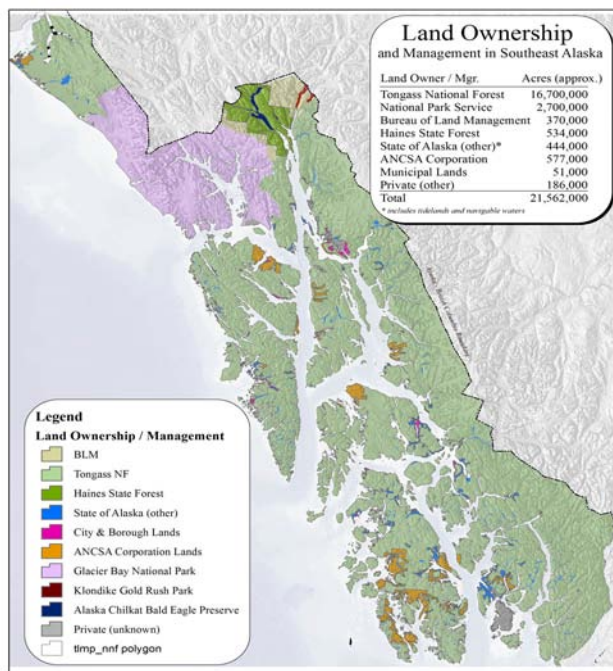 Land Ownership
and Management in Southeast Alaska
Land Owner / Mgr. Acres (approx.)
Tongass National Forest 16,700,000
National Park Service 2,700,000
Bureau of Land Management 370,000
Haines State Forest 534,000
State of Alaska (other)* 444,000
ANCSA Corporation 577,000
Municipal Lands 51,000
Private (other) 186,000
Total 21,562,000
* includes tidelands and navigable waters
Legend
Land Ownership / Management
BLM
Tongass NF
Haines State Forest
State of Alaska (other)
City & Borough Lands
ANCSA Corporation Lands
Glacier Bay National Park
Klondike Gold Rush Park
Alaska Chilkat Bald Eagle Preserve
Private (unknown)
tlmp_nnf polygon